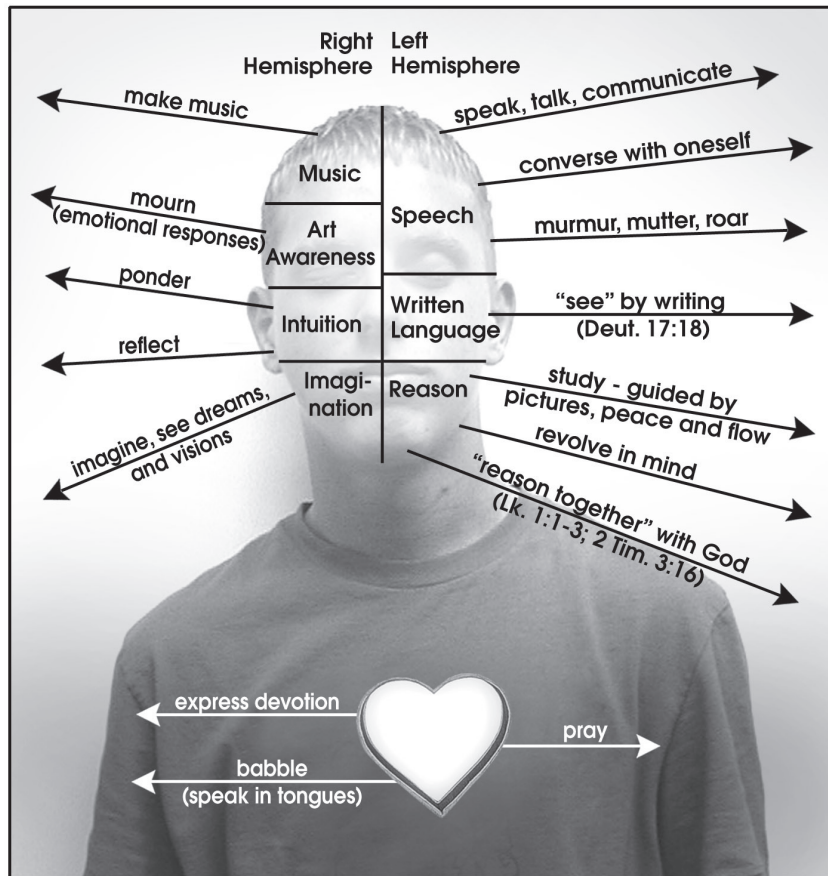 Right
Hemisphere
Left
Hemisphere
make music
mourn
(emotional responses)
ponder
reflect
imagine, see dreams,
and visions
Music
Art
Awareness
Intuition
Imagi-
nation
Speech
Written
Language
Reason
speak, talk, communicate
converse with oneself
murmur, mutter, roar
“see” by writing
(Deut. 17:18)
study - guided by
pictures, peace and flow
revolve in mind
“reason together” with God
(Lk. 1:1-3; 2 Tim. 3:16)
express devotion
babble
(speak in tongues)
pray